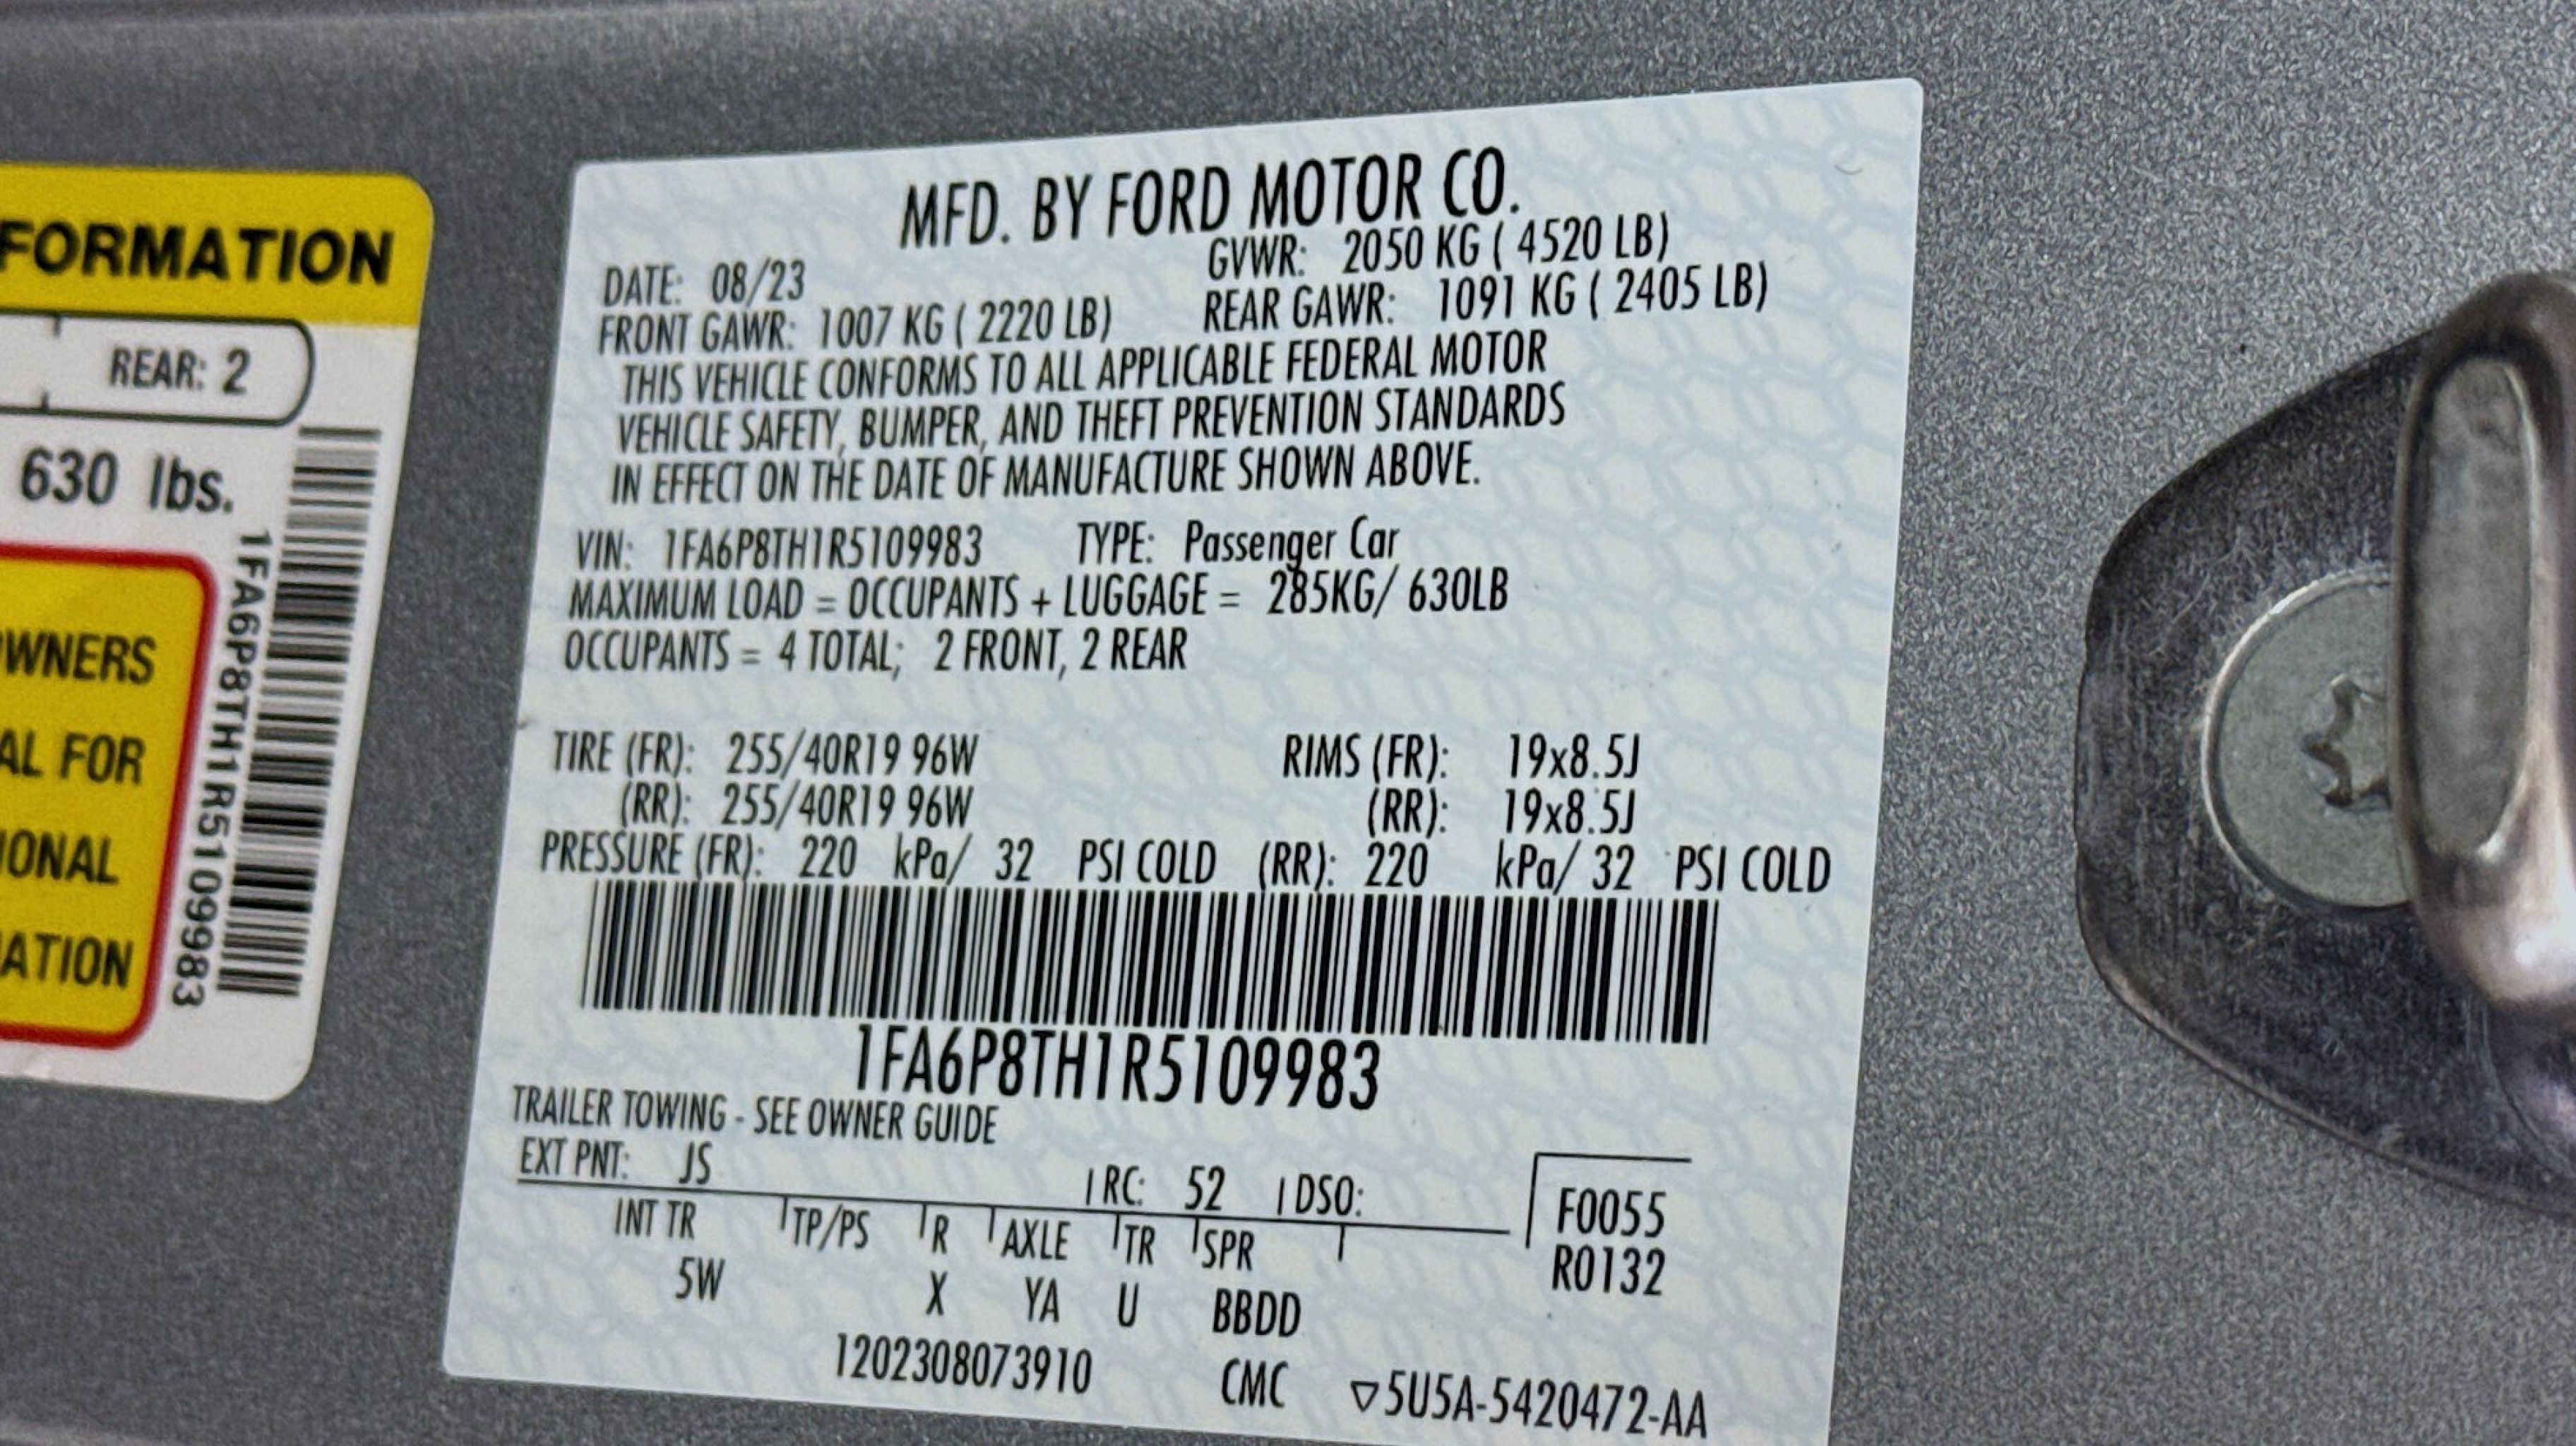 FORMATION
REAR: 2
630 lbs.
WNERS
AL FOR
IONAL
ATION
1FA6P8TH1R5109983
MFD. BY FORD MOTOR CO.
DATE: 08/23 GVWR: 2050 KG ( 4520 LB)
FRONT GAWR: 1007 KG ( 2220 LB) REAR GAWR: 1091 KG ( 2405 LB)
THIS VEHICLE CONFORMS TO ALL APPLICABLE FEDERAL MOTOR
VEHICLE SAFETY, BUMPER, AND THEFT PREVENTION STANDARDS
IN EFFECT ON THE DATE OF MANUFACTURE SHOWN ABOVE.
VIN: 1FA6P8TH1R5109983 TYPE: Passenger Car
MAXIMUM LOAD = OCCUPANTS + LUGGAGE = 285KG/ 630LB
OCCUPANTS = 4 TOTAL; 2 FRONT, 2 REAR
TIRE (FR): 255/40R19 96W RIMS (FR): 19x8.5J
(RR): 255/40R19 96W (RR): 19x8.5J
PRESSURE (FR): 220 kPa/ 32 PSI COLD (RR): 220 kPa/ 32 PSI COLD
1FA6P8TH1R5109983
TRAILER TOWING - SEE OWNER GUIDE
EXT PNT: JS RC: 52 DSO:
F0055
INT TR TP/PS R AXLE TR SPR
R0132
5W X YA U BBDD
1202308073910 CMC ▽5U5A-5420472-AA